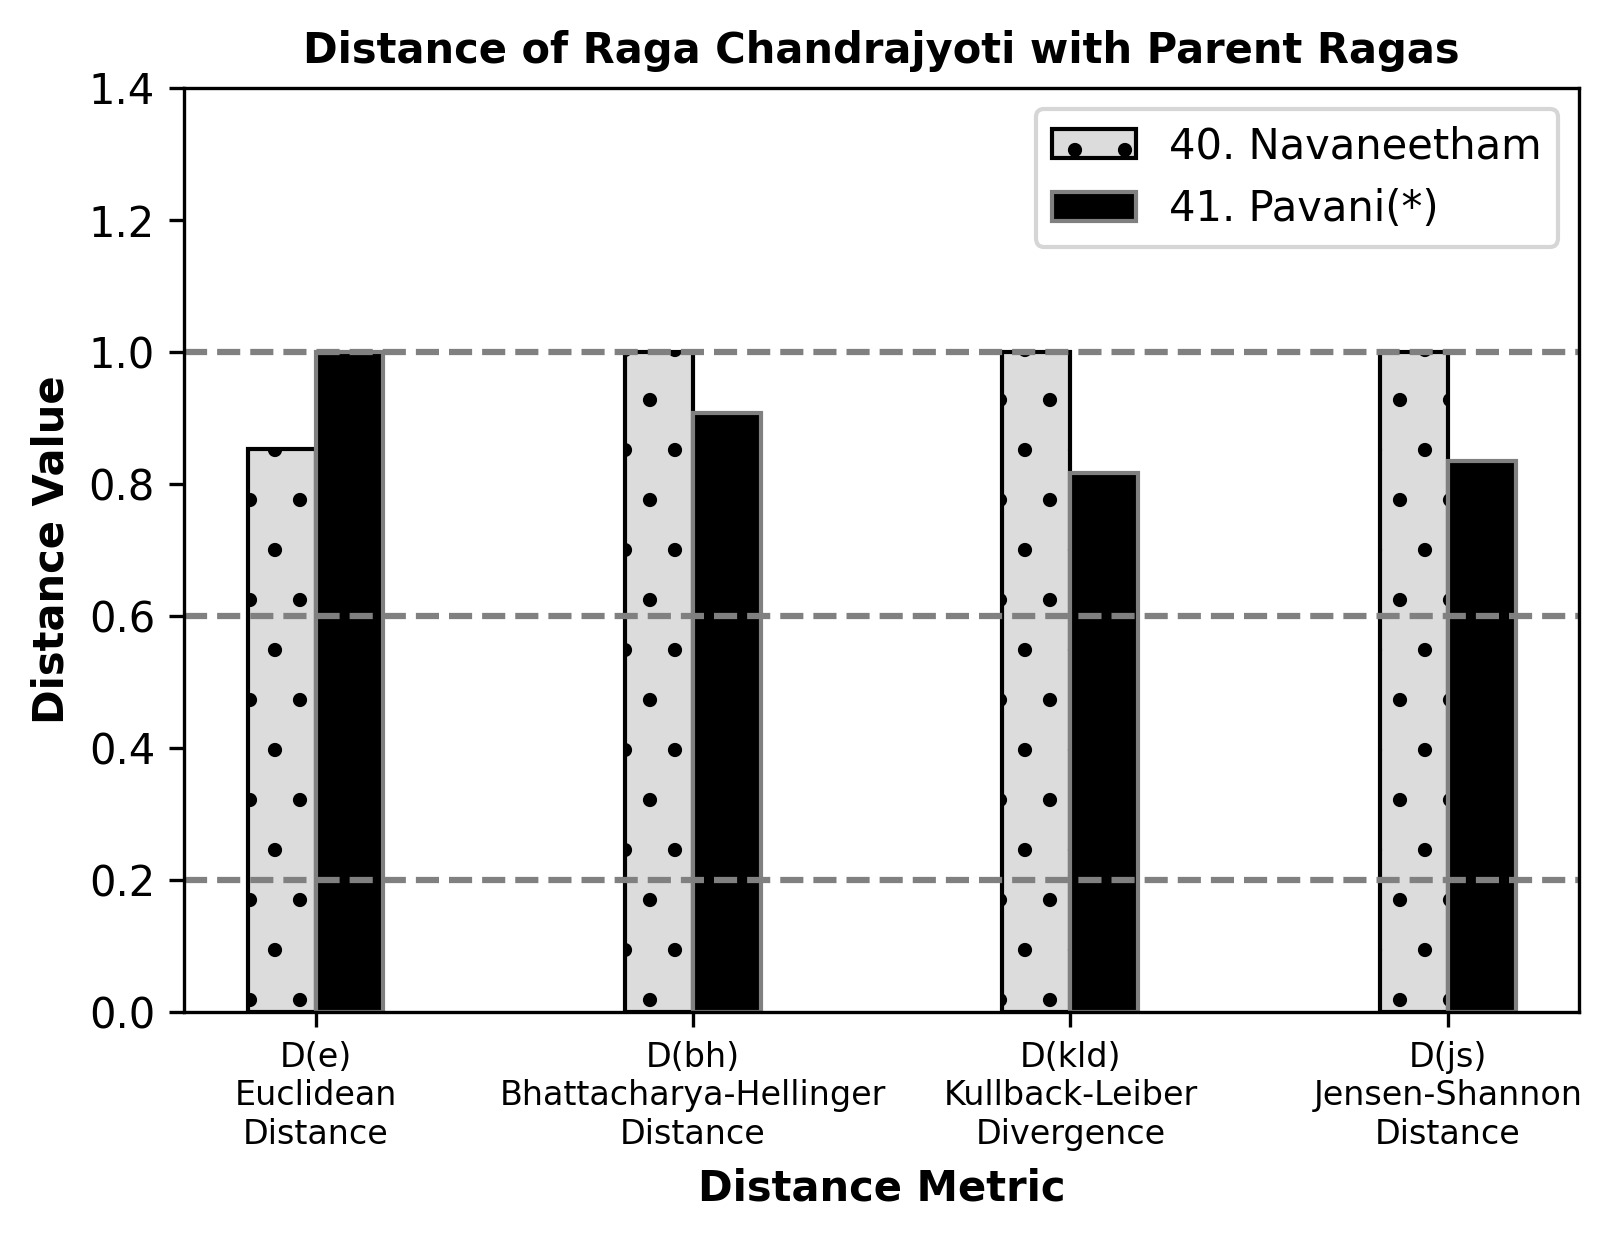 Distance of Raga Chandrajyoti with Parent Ragas
40. Navaneetham
41. Pavani(*)
Distance Value
1.4
1.2
1.0
0.8
0.6
0.4
0.2
0.0
D(e)
Euclidean
Distance
D(bh)
Bhattacharya-Hellinger
Distance
D(kld)
Kullback-Leiber
Divergence
D(js)
Jensen-Shannon
Distance
Distance Metric